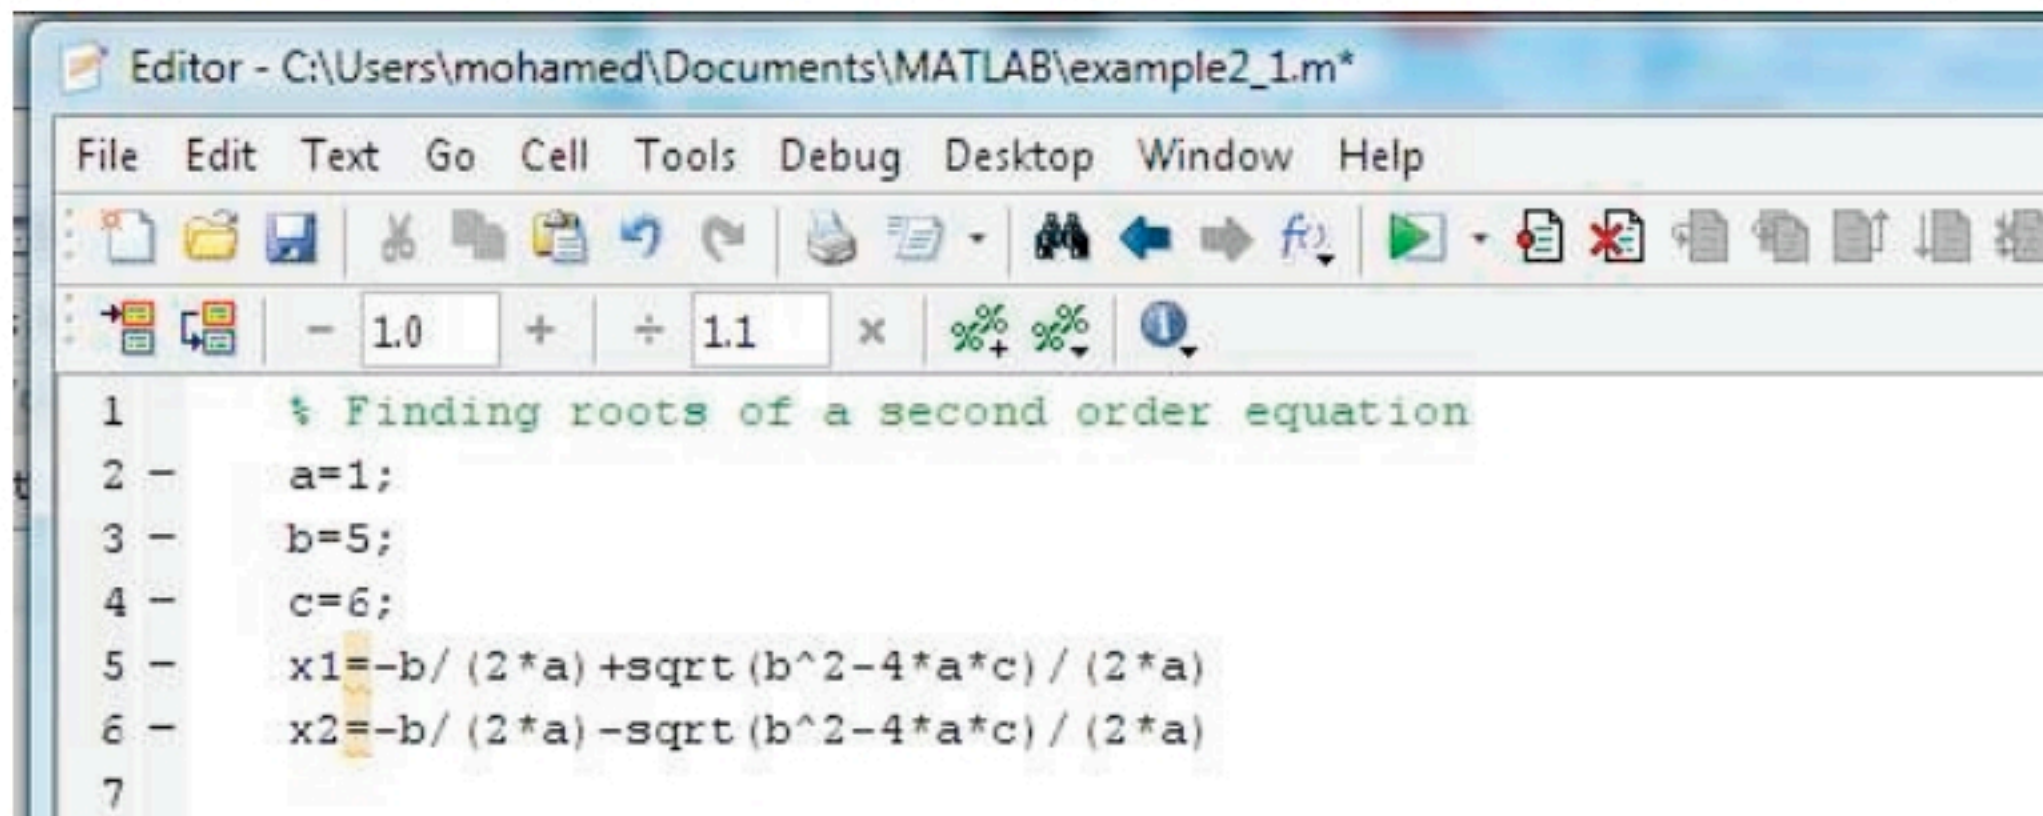 Editor - C:\Users\mohamed\Documents\MATLAB\example2_1.m*
File Edit Text Go Cell Tools Debug Desktop Window Help
- 1.0 + ÷ 1.1 ×
1 % Finding roots of a second order equation
2 - a=1;
3 - b=5;
4 - c=6;
5 - x1=-b/(2*a)+sqrt(b^2-4*a*c)/(2*a)
6 - x2=-b/(2*a)-sqrt(b^2-4*a*c)/(2*a)
7